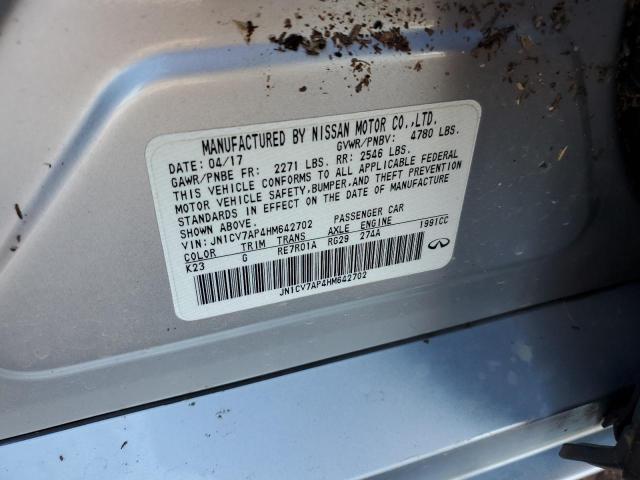 MANUFACTURED BY NISSAN MOTOR CO.,LTD.
DATE: 04/17 GVWR/PNBV: 4780 LBS.
GAWR/PNBE FR: 2271 LBS. RR: 2546 LBS.
THIS VEHICLE CONFORMS TO ALL APPLICABLE FEDERAL
MOTOR VEHICLE SAFETY,BUMPER,AND THEFT PREVENTION
STANDARDS IN EFFECT ON THE DATE OF MANUFACTURE
SHOWN ABOVE.
VIN: JN1CV7AP4HM642702 PASSENGER CAR
COLOR TRIM TRANS AXLE ENGINE 1991CC
K23 G RE7R01A RG29 274A
JN1CV7AP4HM642702